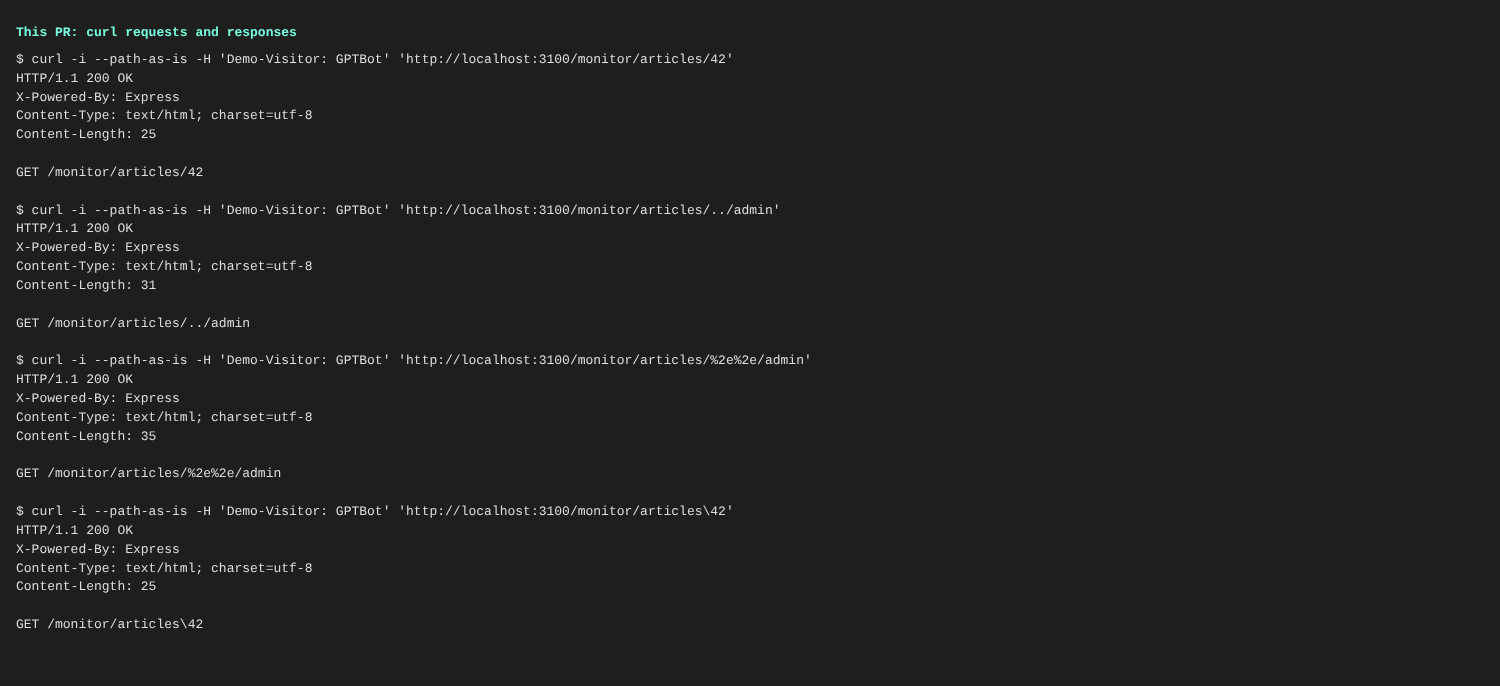 This PR: curl requests and responses
$ curl -i --path-as-is -H 'Demo-Visitor: GPTBot' 'http://localhost:3100/monitor/articles/42'
HTTP/1.1 200 OK
X-Powered-By: Express
Content-Type: text/html; charset=utf-8
Content-Length: 25
GET /monitor/articles/42
$ curl -i --path-as-is -H 'Demo-Visitor: GPTBot' 'http://localhost:3100/monitor/articles/../admin'
HTTP/1.1 200 OK
X-Powered-By: Express
Content-Type: text/html; charset=utf-8
Content-Length: 31
GET /monitor/articles/../admin
$ curl -i --path-as-is -H 'Demo-Visitor: GPTBot' 'http://localhost:3100/monitor/articles/%2e%2e/admin'
HTTP/1.1 200 OK
X-Powered-By: Express
Content-Type: text/html; charset=utf-8
Content-Length: 35
GET /monitor/articles/%2e%2e/admin
$ curl -i --path-as-is -H 'Demo-Visitor: GPTBot' 'http://localhost:3100/monitor/articles\42'
HTTP/1.1 200 OK
X-Powered-By: Express
Content-Type: text/html; charset=utf-8
Content-Length: 25
GET /monitor/articles\42